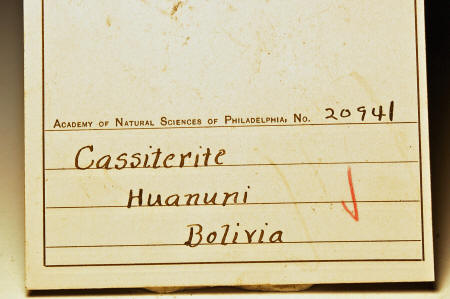 Academy of Natural Sciences of Philadelphia, No. 20941
Cassiterite
Huanuni
Bolivia